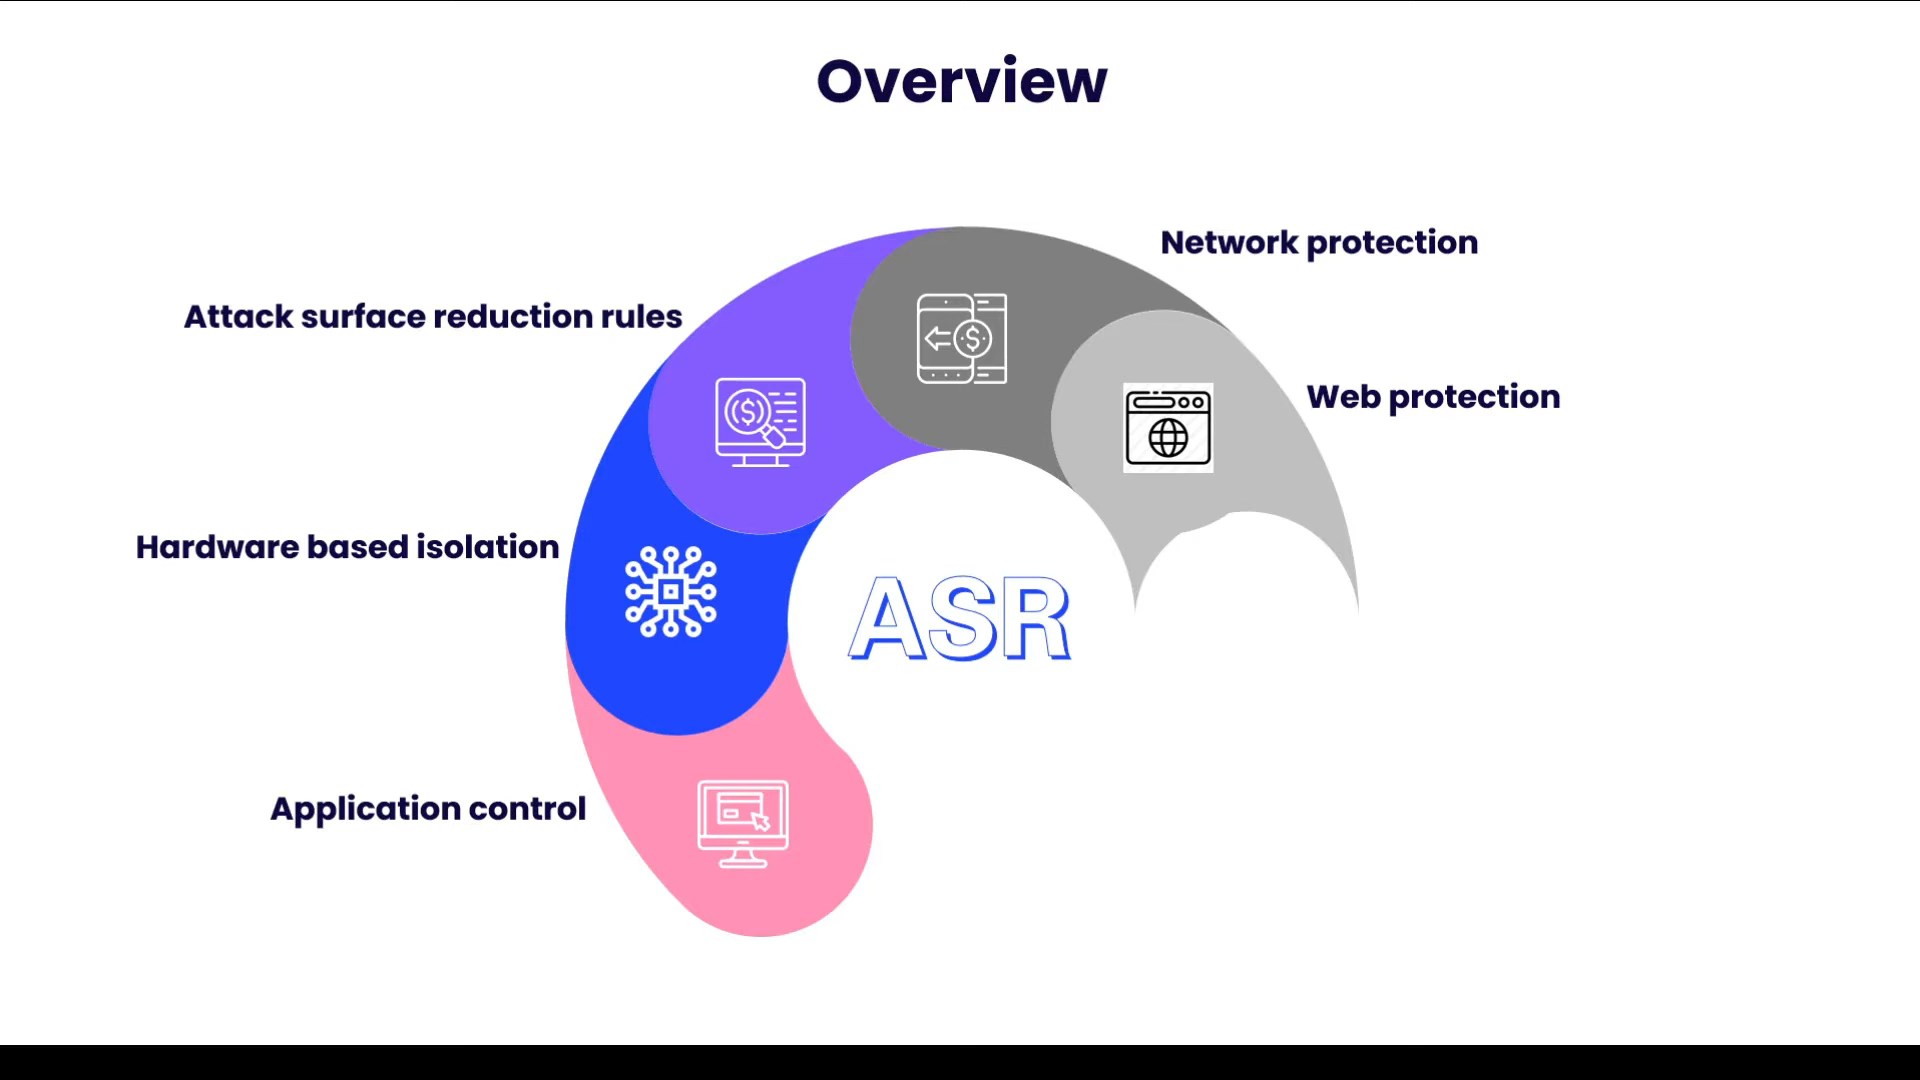 Overview
Network protection
Attack surface reduction rules
Web protection
Hardware based isolation
ASR
Application control